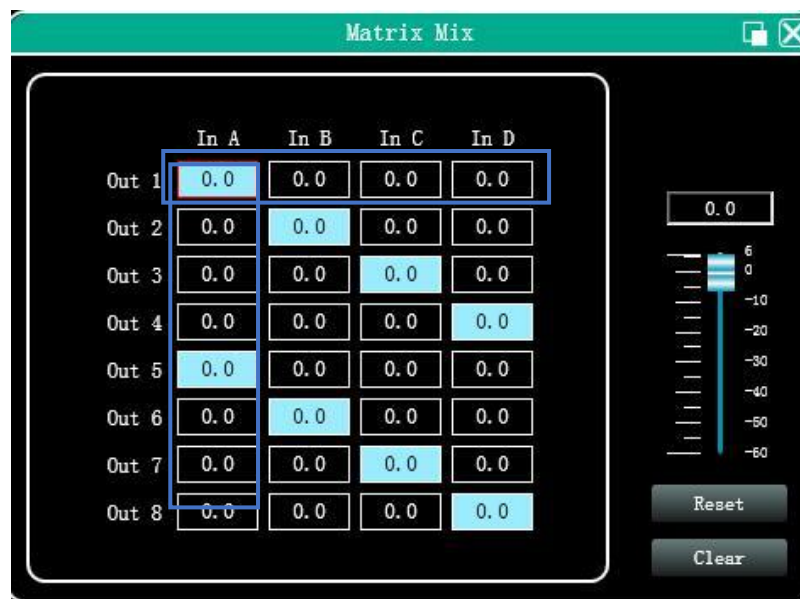 Matrix Mix
In A In B In C In D
Out 1 0.0 0.0 0.0 0.0
Out 2 0.0 0.0 0.0 0.0
Out 3 0.0 0.0 0.0 0.0
Out 4 0.0 0.0 0.0 0.0
Out 5 0.0 0.0 0.0 0.0
Out 6 0.0 0.0 0.0 0.0
Out 7 0.0 0.0 0.0 0.0
Out 8 0.0 0.0 0.0 0.0
0.0
6
0
-10
-20
-30
-40
-50
-60
Reset
Clear